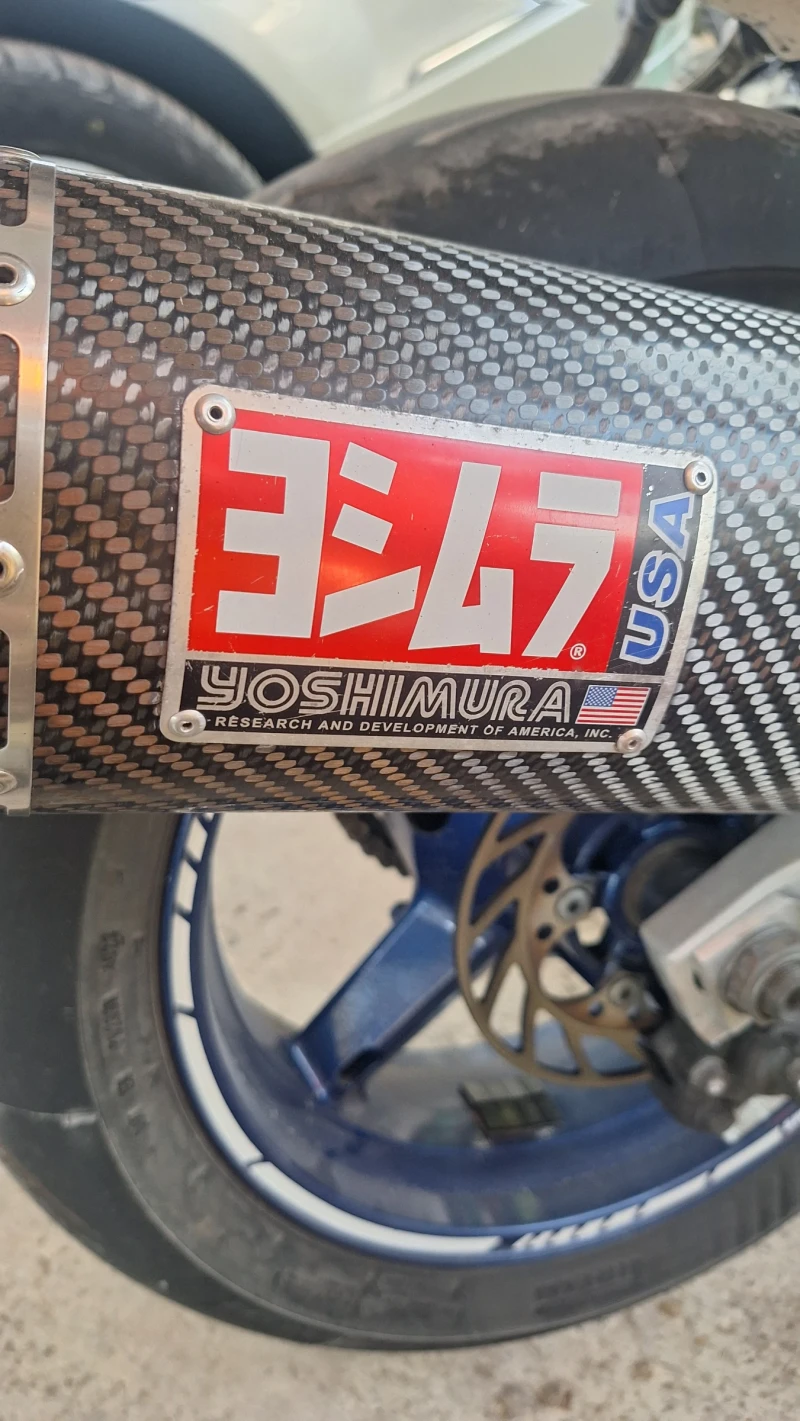 ヨシムラ®
USA
YOSHIMURA
RESEARCH AND DEVELOPMENT OF AMERICA, INC.